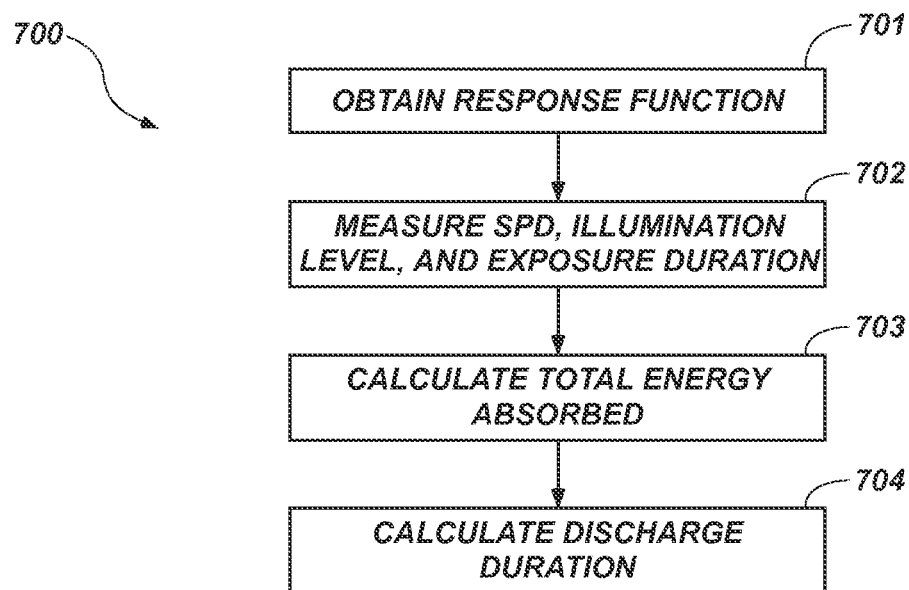 700
701
OBTAIN RESPONSE FUNCTION
702
MEASURE SPD, ILLUMINATION
LEVEL, AND EXPOSURE DURATION
703
CALCULATE TOTAL ENERGY
ABSORBED
704
CALCULATE DISCHARGE
DURATION